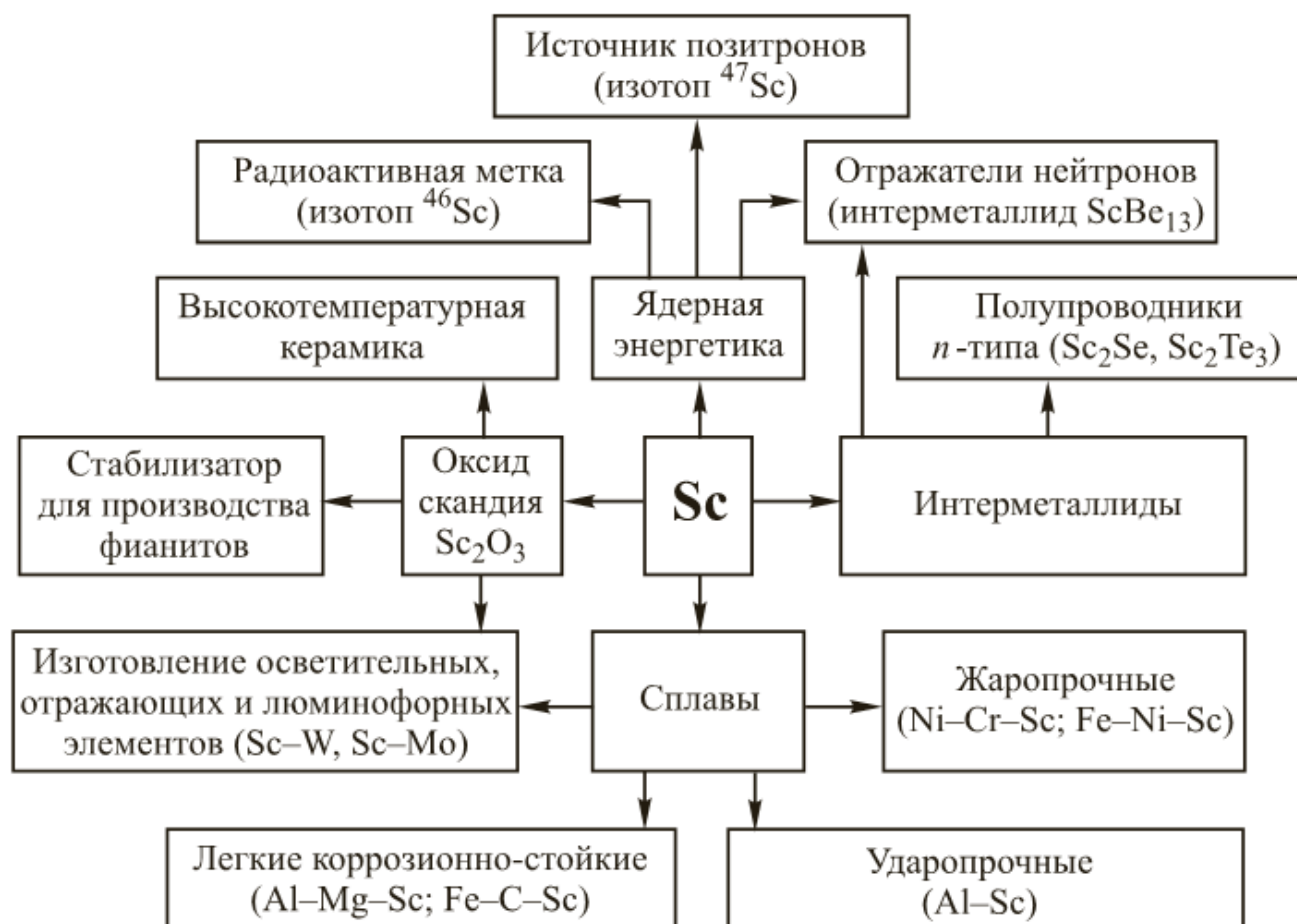 Источник позитронов
(изотоп ⁴⁷Sc)
Радиоактивная метка
(изотоп ⁴⁶Sc)
Отражатели нейтронов
(интерметаллид ScBe₁₃)
Высокотемпературная
керамика
Ядерная
энергетика
Полупроводники
n-типа (Sc₂Se, Sc₂Te₃)
Стабилизатор
для производства
фианитов
Оксид
скандия
Sc₂O₃
Sc
Интерметаллиды
Изготовление осветительных,
отражающих и люминофорных
элементов (Sc–W, Sc–Mo)
Сплавы
Жаропрочные
(Ni–Cr–Sc; Fe–Ni–Sc)
Легкие коррозионно-стойкие
(Al–Mg–Sc; Fe–C–Sc)
Ударопрочные
(Al–Sc)